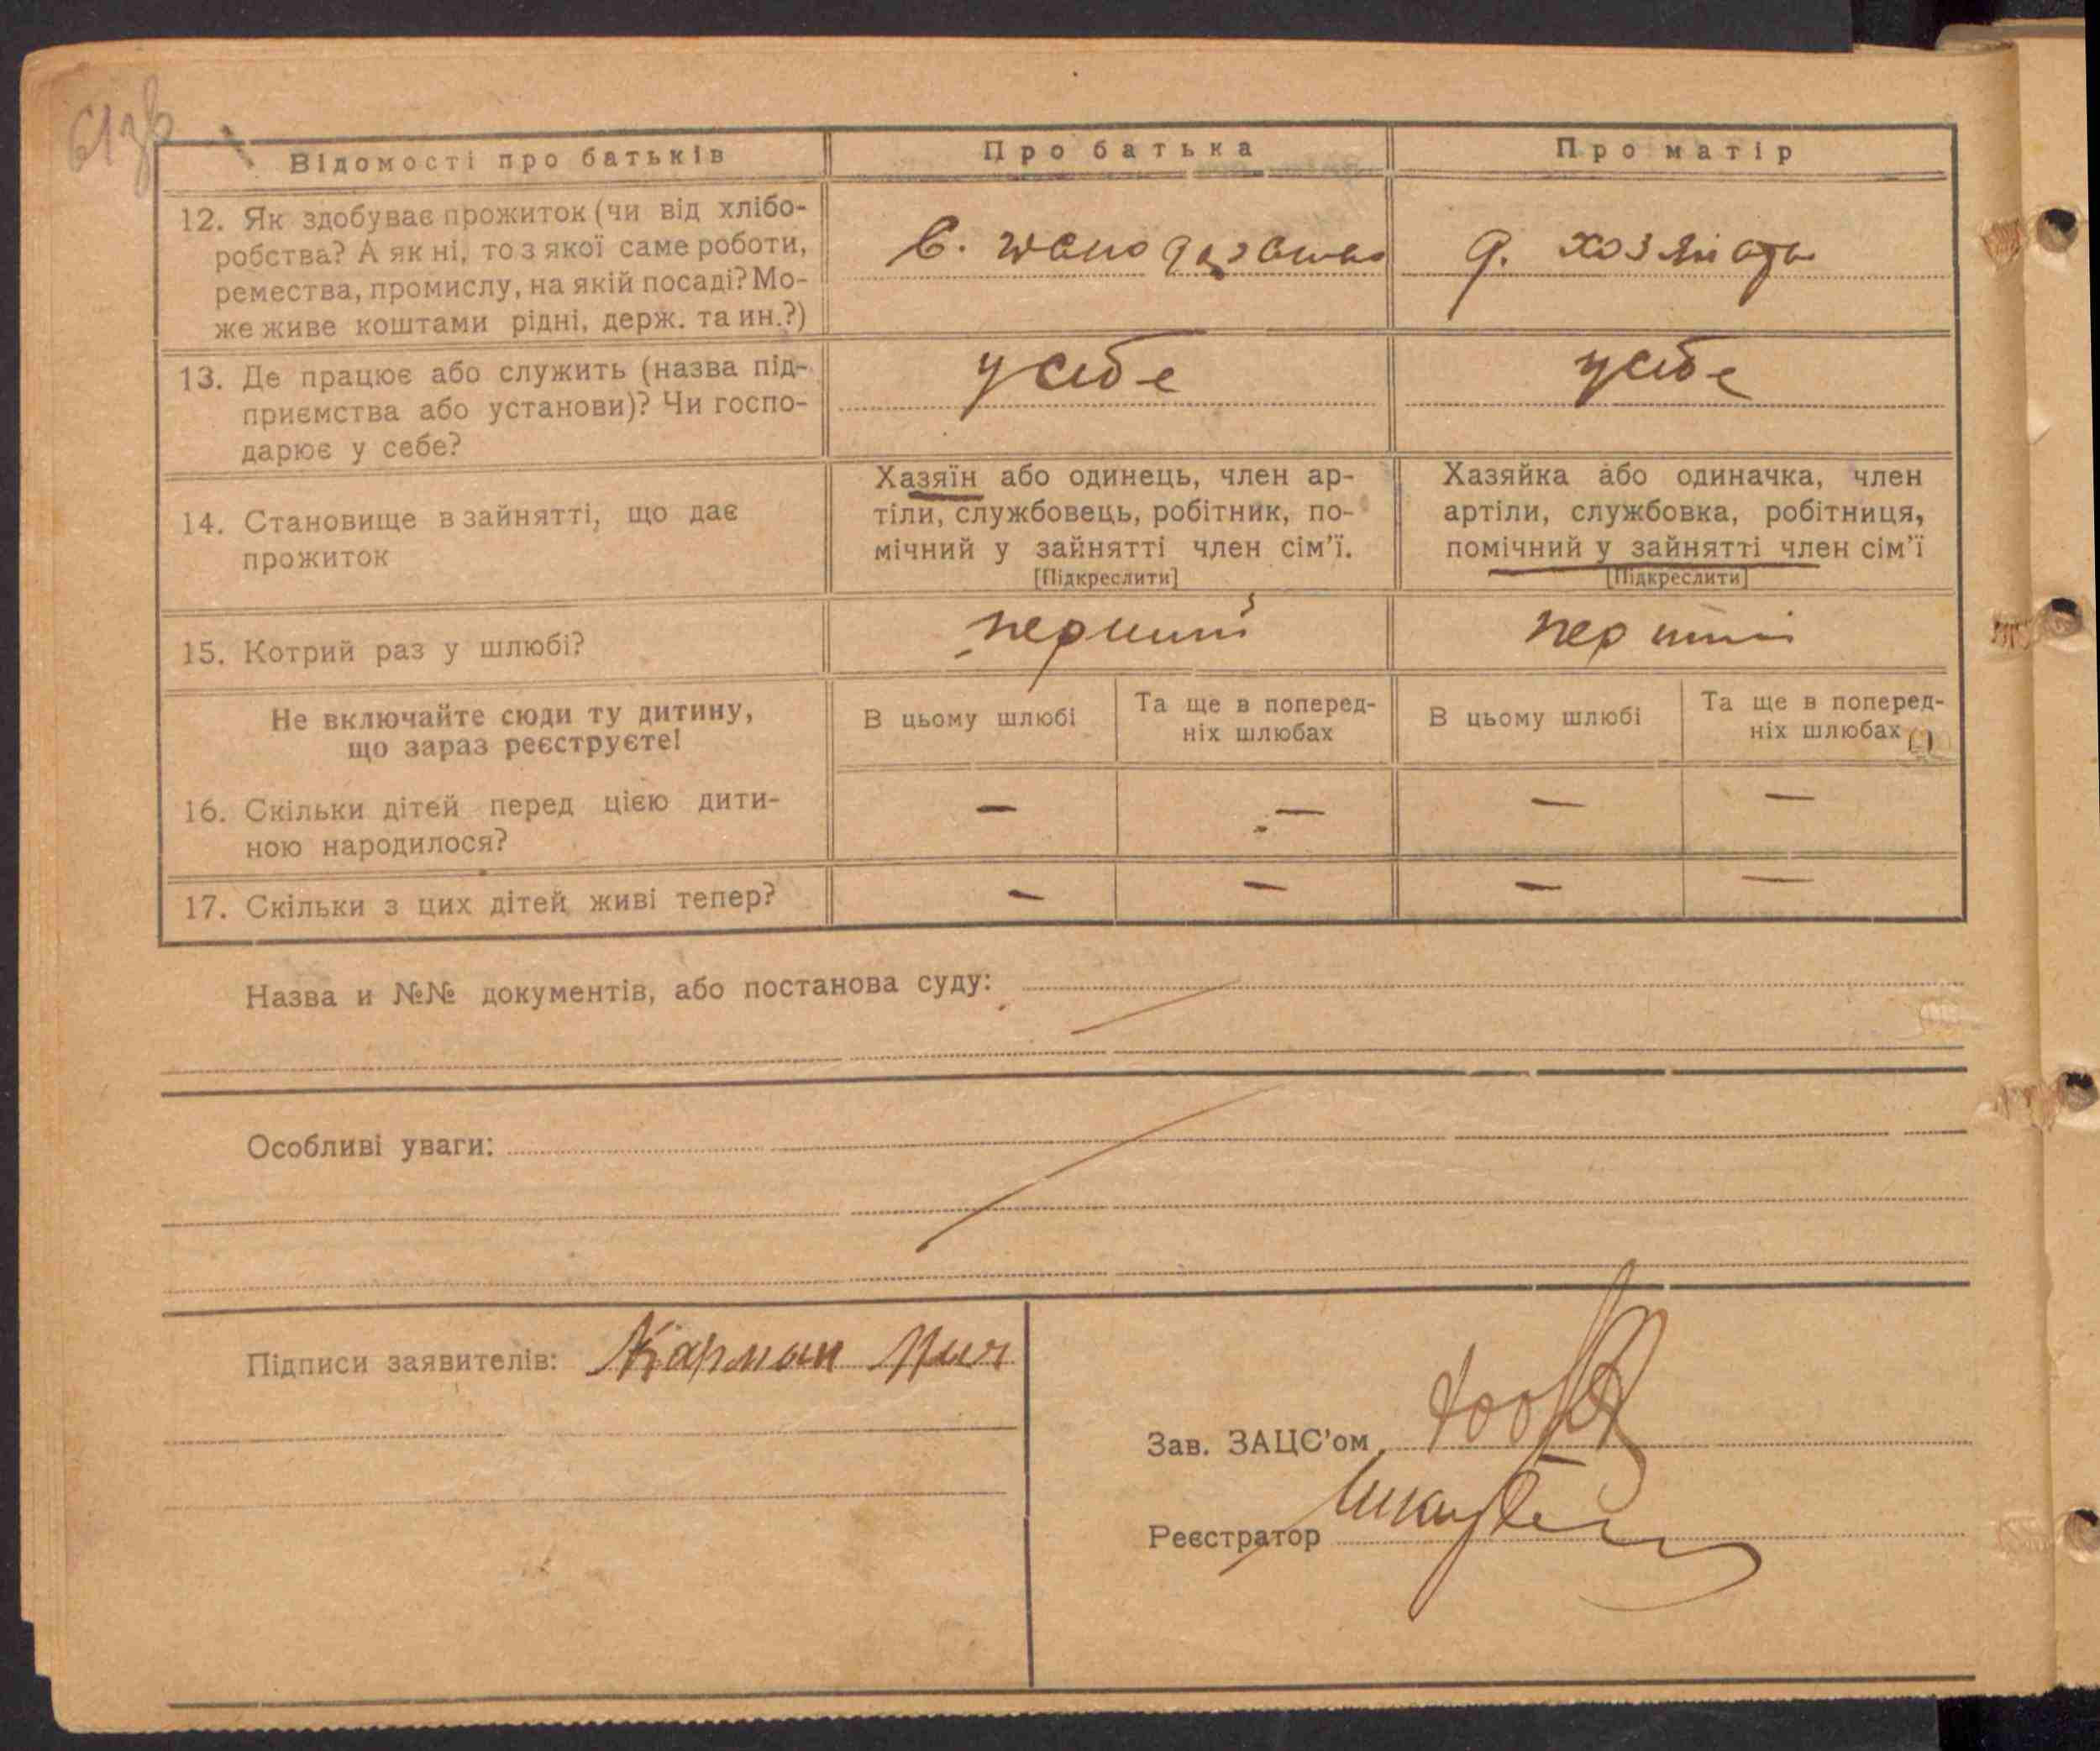 61зв
Відомості про батьків
Про батька
Про матір
12. Як здобуває прожиток (чи від хлібо-
робства? А як ні, то з якої саме роботи,
ремества, промислу, на якій посаді? Мо-
же живе коштами рідні, держ. та ин.?)
с.
д. хозяйств
13. Де працює або служить (назва під-
приємства або установи)? Чи госпо-
дарює у себе?
у себе
у себе
14. Становище в зайнятті, що дає
прожиток
Хазяїн або одинець, член ар-
тіли, службовець, робітник, по-
мічний у зайнятті член сім'ї.
[Підкреслити]
Хазяйка або одиначка, член
артіли, службовка, робітниця,
помічний у зайнятті член сім'ї
[Підкреслити]
15. Котрий раз у шлюбі?
перший
перший
Не включайте сюди ту дитину,
що зараз реєструєте!
В цьому шлюбі
Та ще в поперед-
ніх шлюбах
В цьому шлюбі
Та ще в поперед-
ніх шлюбах
16. Скільки дітей перед цією дити-
ною народилося?
— — — —
17. Скільки з цих дітей живі тепер?
— — — —
Назва и №№ документів, або постанова суду:
Особливі уваги:
Підписи заявителів: Карман
Зав. ЗАЦС'ом
Реєстратор